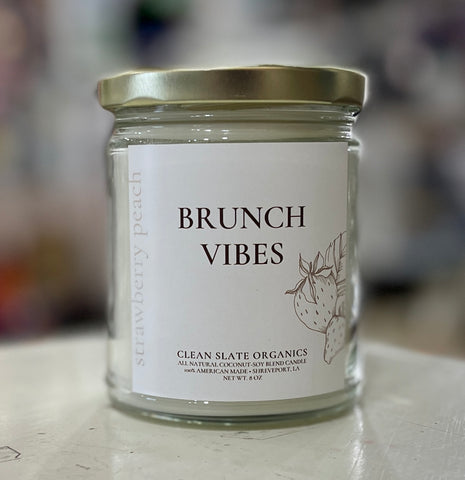 strawberry peach
BRUNCH
VIBES
CLEAN SLATE ORGANICS
ALL NATURAL COCONUT-SOY BLEND CANDLE
100% AMERICAN MADE • SHREVEPORT, LA
NET WT. 8 OZ